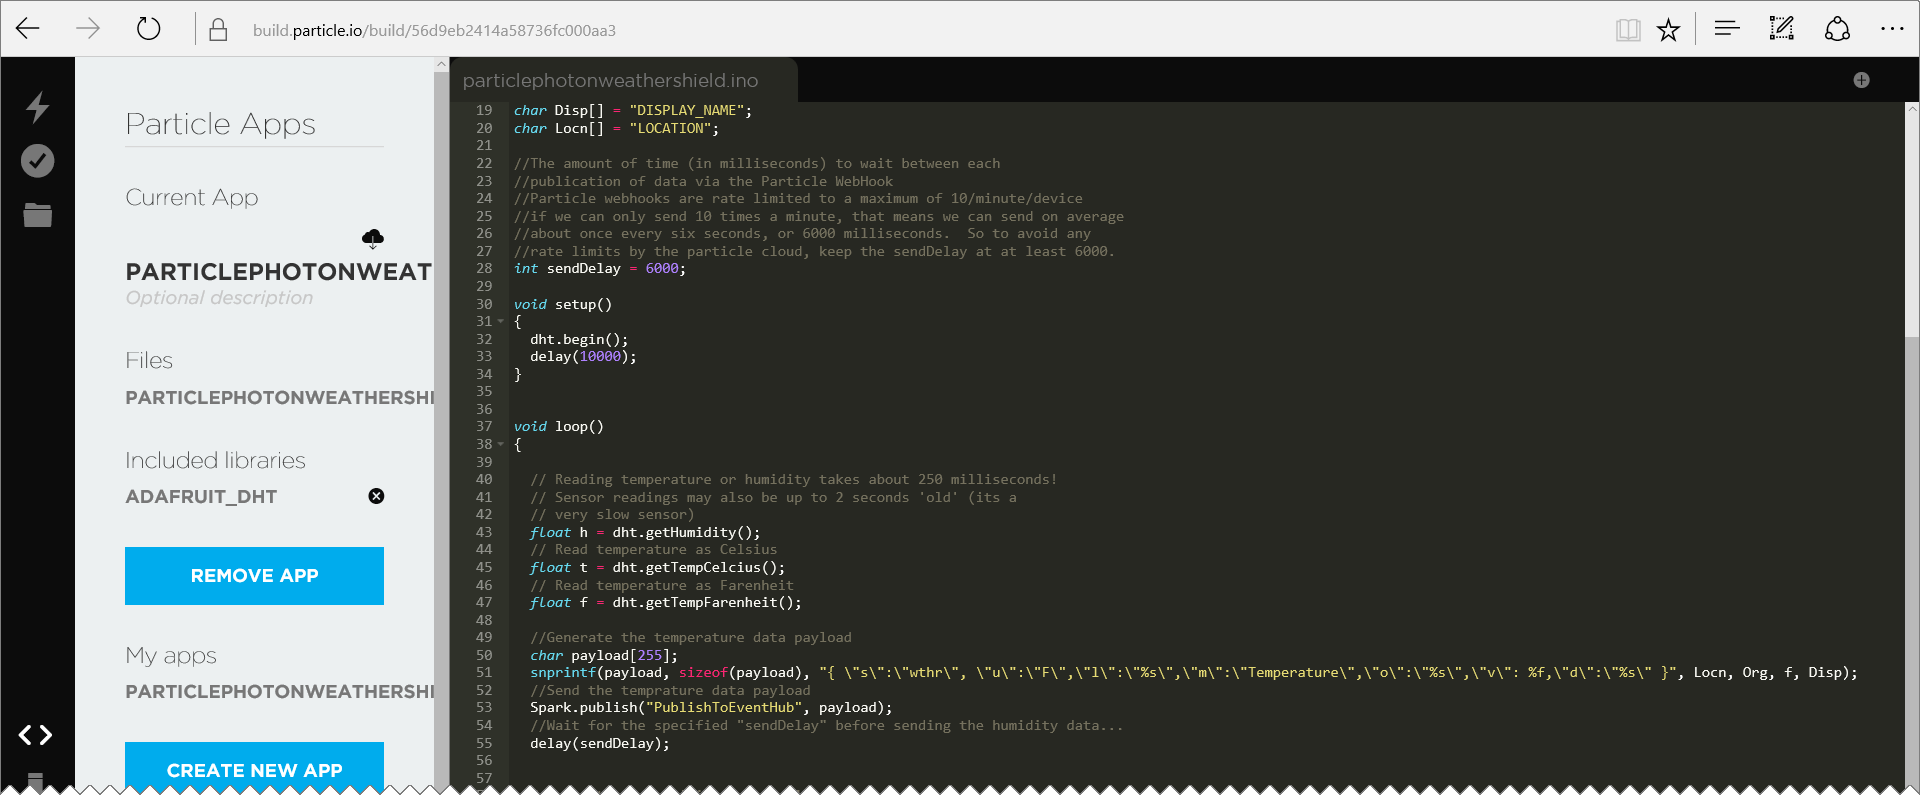 build.particle.io/build/56d9eb2414a58736fc000aa3
Particle Apps
Current App
PARTICLEPHOTONWEAT
Optional description
Files
PARTICLEPHOTONWEATHERSHI
Included libraries
ADAFRUIT_DHT
REMOVE APP
My apps
PARTICLEPHOTONWEATHERSHI
CREATE NEW APP
particlephotonweathershield.ino
19 char Disp[] = "DISPLAY_NAME";
20 char Locn[] = "LOCATION";
21
22 //The amount of time (in milliseconds) to wait between each
23 //publication of data via the Particle WebHook
24 //Particle webhooks are rate limited to a maximum of 10/minute/device
25 //if we can only send 10 times a minute, that means we can send on average
26 //about once every six seconds, or 6000 milliseconds.  So to avoid any
27 //rate limits by the particle cloud, keep the sendDelay at at least 6000.
28 int sendDelay = 6000;
29
30 void setup()
31 {
32   dht.begin();
33   delay(10000);
34 }
35
36
37 void loop()
38 {
39
40   // Reading temperature or humidity takes about 250 milliseconds!
41   // Sensor readings may also be up to 2 seconds 'old' (its a
42   // very slow sensor)
43   float h = dht.getHumidity();
44   // Read temperature as Celsius
45   float t = dht.getTempCelcius();
46   // Read temperature as Farenheit
47   float f = dht.getTempFarenheit();
48
49   //Generate the temperature data payload
50   char payload[255];
51   snprintf(payload, sizeof(payload), "{ \"s\":\"wthr\", \"u\":\"F\",\"l\":\"%s\",\"m\":\"Temperature\",\"o\":\"%s\",\"v\": %f,\"d\":\"%s\" }", Locn, Org, f, Disp);
52   //Send the temprature data payload
53   Spark.publish("PublishToEventHub", payload);
54   //Wait for the specified "sendDelay" before sending the humidity data...
55   delay(sendDelay);
56
57